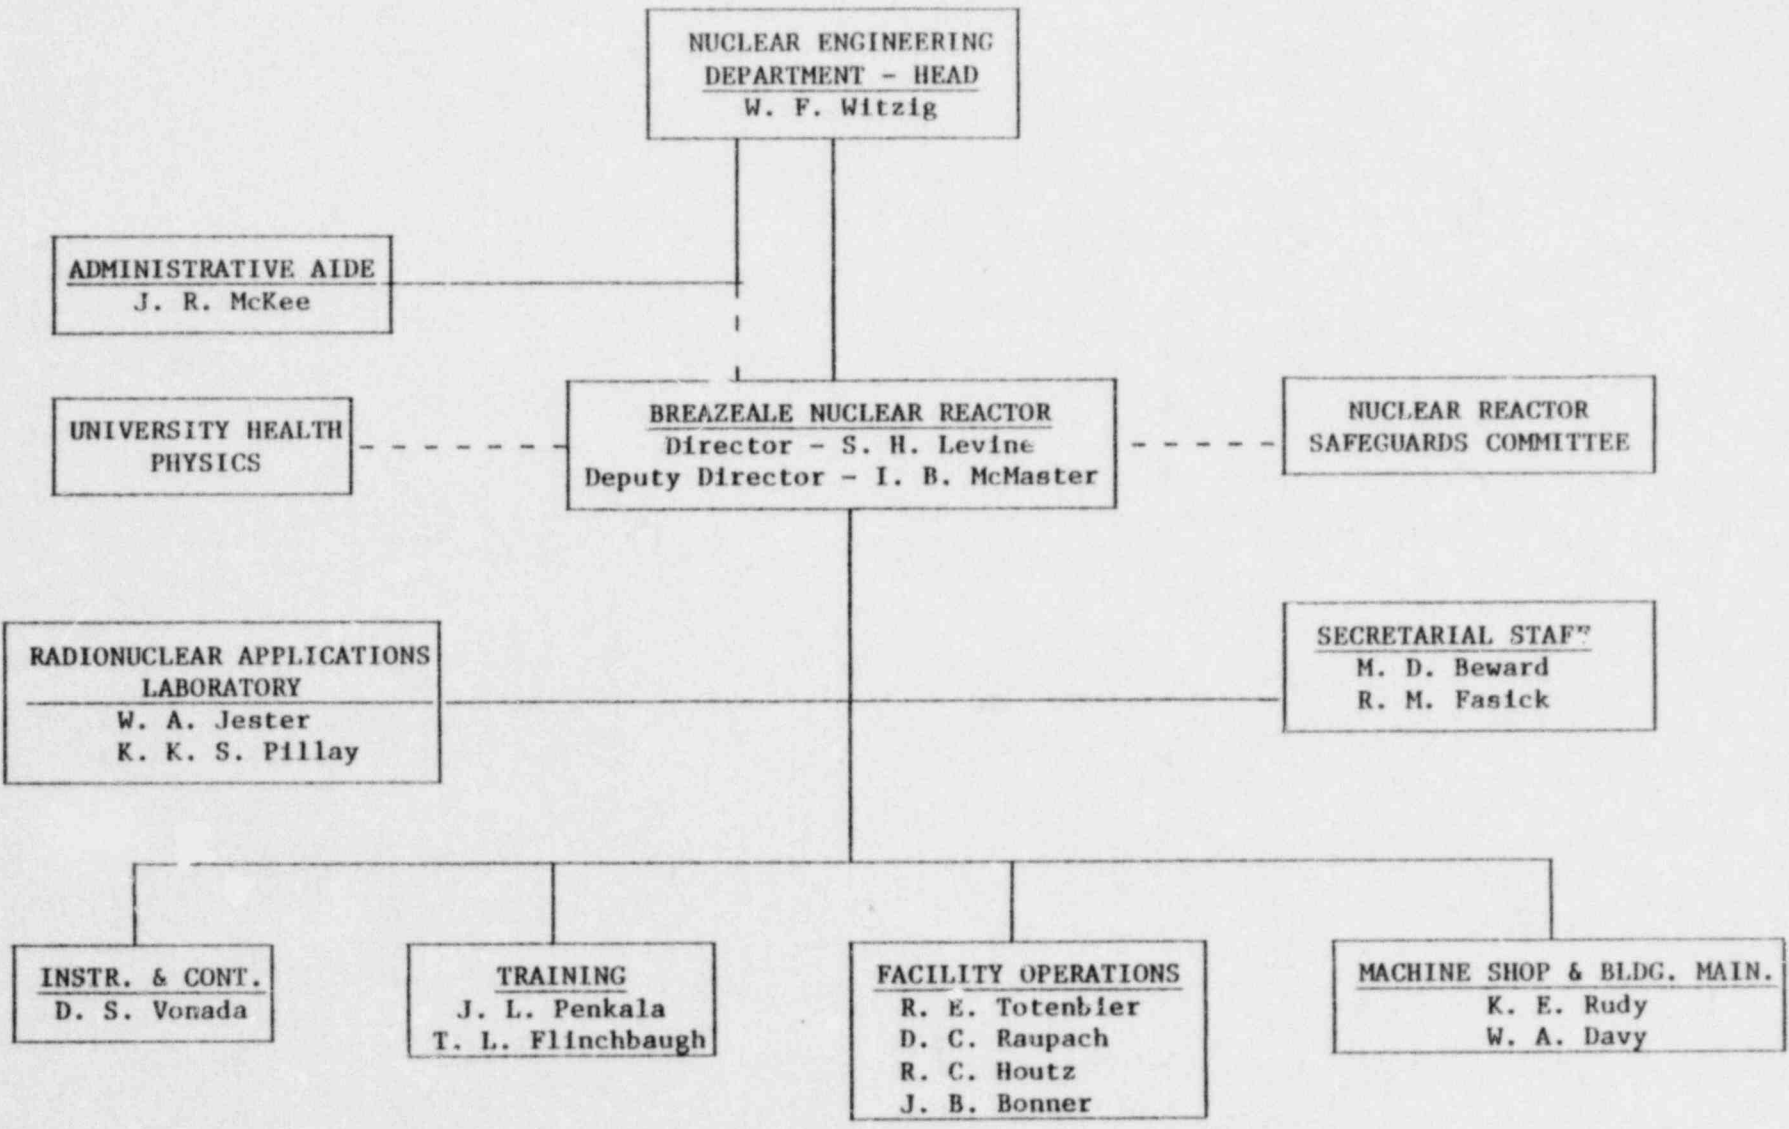 NUCLEAR ENGINEERING
DEPARTMENT - HEAD
W. F. Witzig
ADMINISTRATIVE AIDE
J. R. McKee
UNIVERSITY HEALTH
PHYSICS
BREAZEALE NUCLEAR REACTOR
Director - S. H. Levine
Deputy Director - I. B. McMaster
NUCLEAR REACTOR
SAFEGUARDS COMMITTEE
RADIONUCLEAR APPLICATIONS
LABORATORY
W. A. Jester
K. K. S. Pillay
SECRETARIAL STAFF
M. D. Beward
R. M. Fasick
INSTR. & CONT.
D. S. Vonada
TRAINING
J. L. Penkala
T. L. Flinchbaugh
FACILITY OPERATIONS
R. E. Totenbier
D. C. Raupach
R. C. Houtz
J. B. Bonner
MACHINE SHOP & BLDG. MAIN.
K. E. Rudy
W. A. Davy